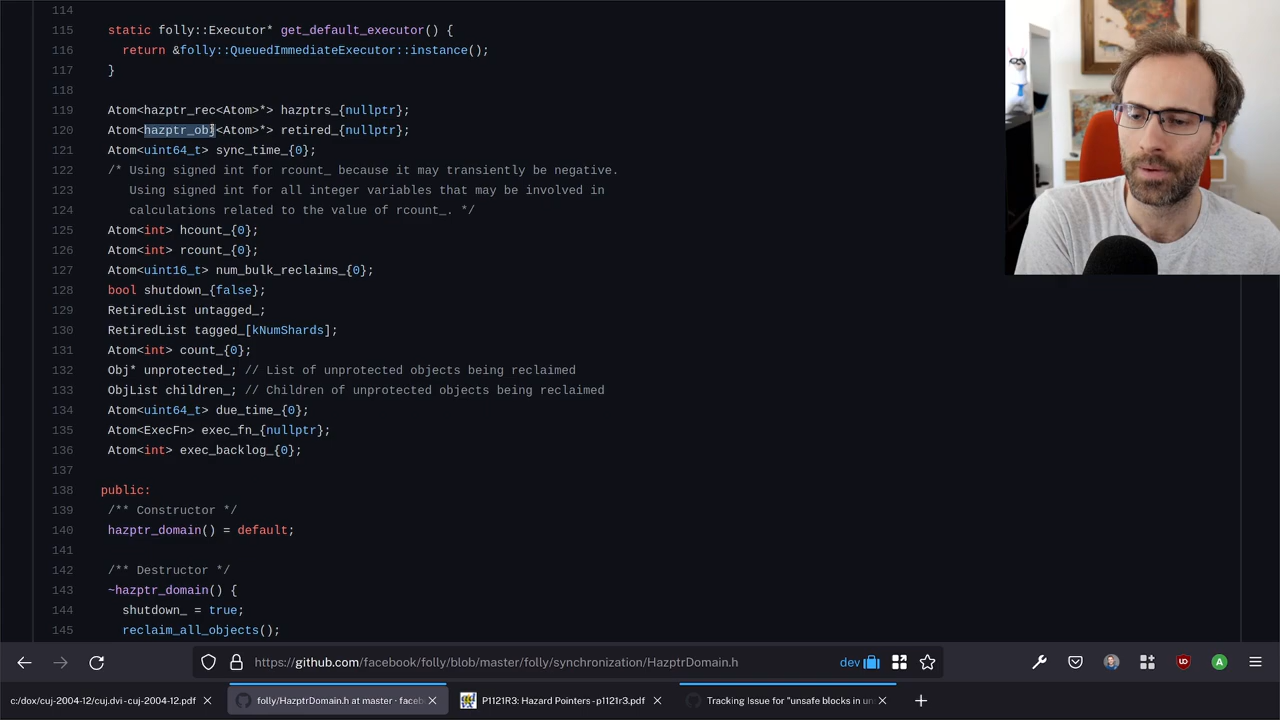 114
115 static folly::Executor* get_default_executor() {
116 return &folly::QueuedImmediateExecutor::instance();
117 }
118
119 Atom<hazptr_rec<Atom>*> hazptrs_{nullptr};
120 Atom<hazptr_obj<Atom>*> retired_{nullptr};
121 Atom<uint64_t> sync_time_{0};
122 /* Using signed int for rcount_ because it may transiently be negative.
123 Using signed int for all integer variables that may be involved in
124 calculations related to the value of rcount_. */
125 Atom<int> hcount_{0};
126 Atom<int> rcount_{0};
127 Atom<uint16_t> num_bulk_reclaims_{0};
128 bool shutdown_{false};
129 RetiredList untagged_;
130 RetiredList tagged_[kNumShards];
131 Atom<int> count_{0};
132 Obj* unprotected_; // List of unprotected objects being reclaimed
133 ObjList children_; // Children of unprotected objects being reclaimed
134 Atom<uint64_t> due_time_{0};
135 Atom<ExecFn> exec_fn_{nullptr};
136 Atom<int> exec_backlog_{0};
137
138 public:
139 /** Constructor */
140 hazptr_domain() = default;
141
142 /** Destructor */
143 ~hazptr_domain() {
144 shutdown_ = true;
145 reclaim_all_objects();
https://github.com/facebook/folly/blob/master/folly/synchronization/HazptrDomain.h dev
c:/dox/cuj-2004-12/cuj.dvi - cuj-2004-12.pdf folly/HazptrDomain.h at master · faceb P1121R3: Hazard Pointers - p1121r3.pdf Tracking Issue for "unsafe blocks in un